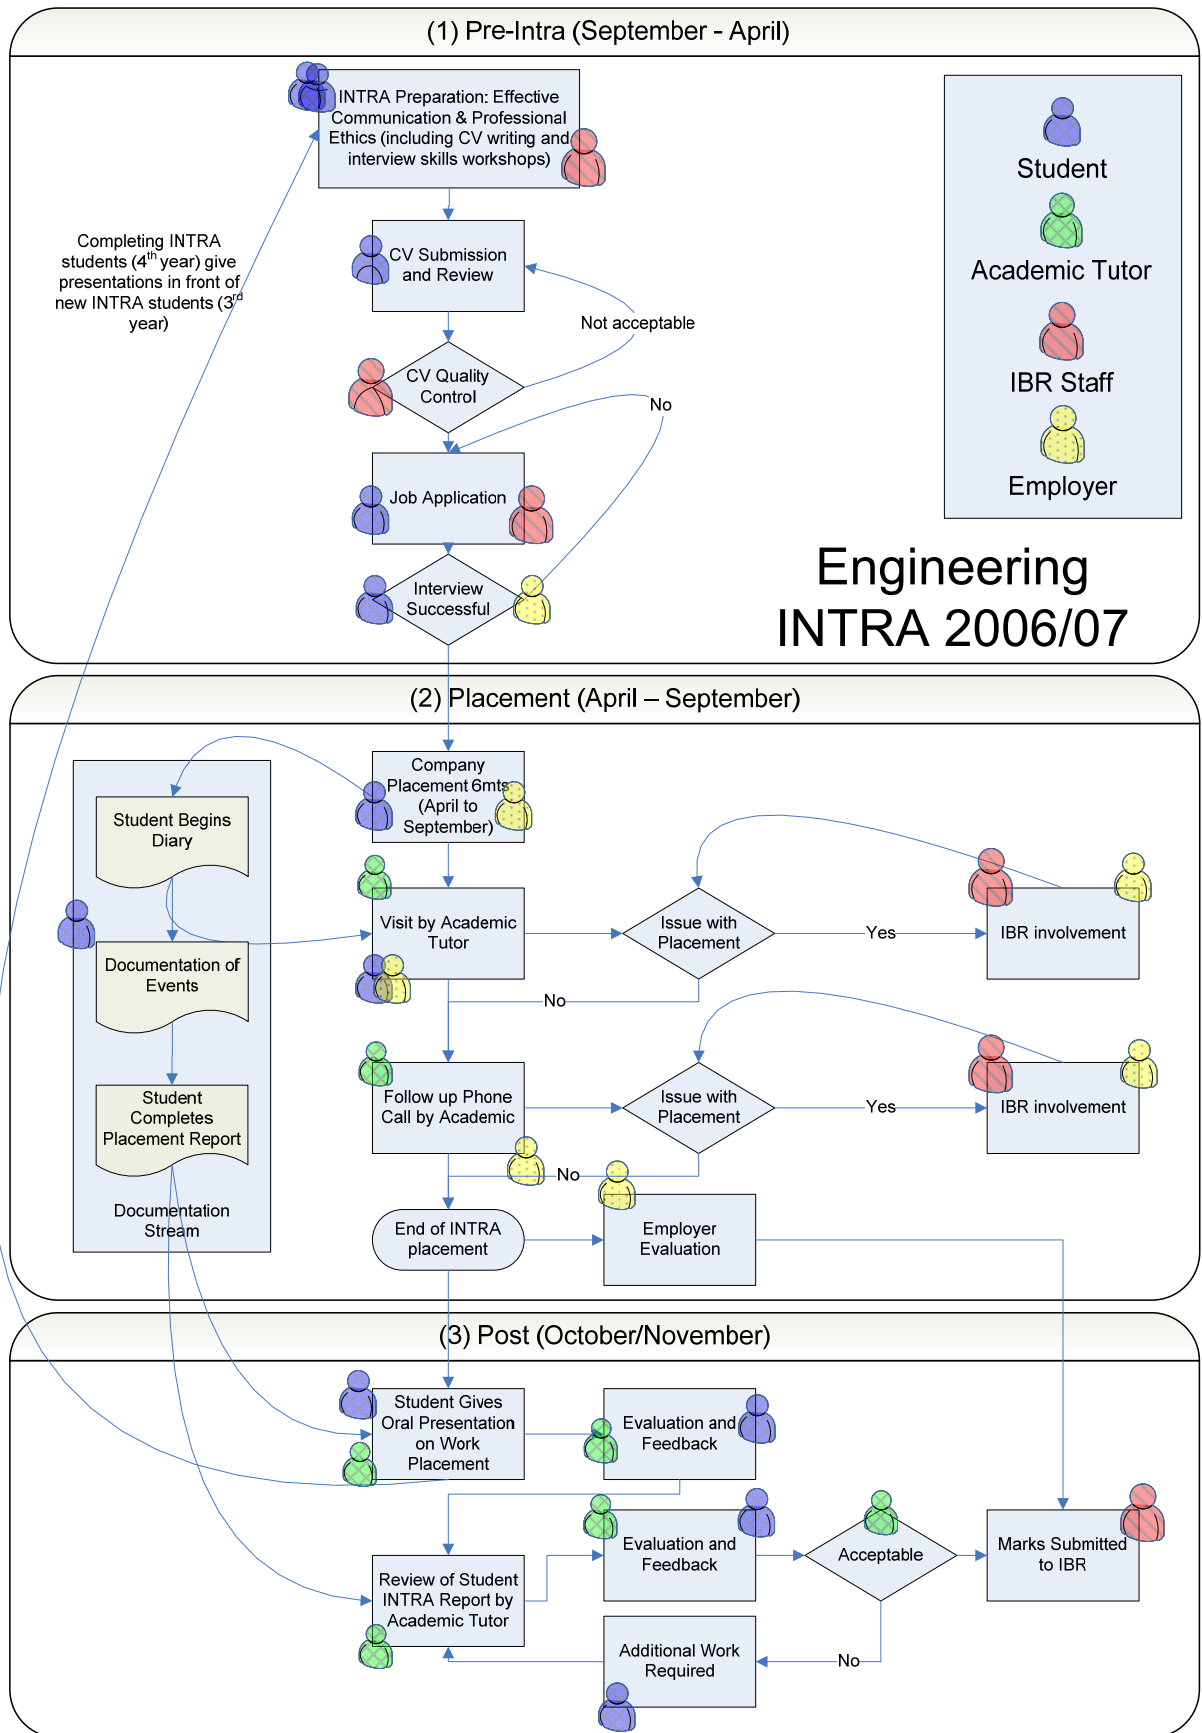 (1) Pre-Intra (September - April)
INTRA Preparation: Effective
Communication & Professional
Ethics (including CV writing and
interview skills workshops)
Student
Academic Tutor
IBR Staff
Employer
Completing INTRA
students (4th year) give
presentations in front of
new INTRA students (3rd
year)
CV Submission
and Review
Not acceptable
CV Quality
Control
No
Job Application
Interview
Successful
Engineering
INTRA 2006/07
(2) Placement (April – September)
Company
Placement 6mts
(April to
September)
Student Begins
Diary
Visit by Academic
Tutor
Issue with
Placement
Yes
IBR involvement
Documentation of
Events
No
Follow up Phone
Call by Academic
Issue with
Placement
Yes
IBR involvement
Student
Completes
Placement Report
No
Documentation
Stream
End of INTRA
placement
Employer
Evaluation
(3) Post (October/November)
Student Gives
Oral Presentation
on Work
Placement
Evaluation and
Feedback
Evaluation and
Feedback
Acceptable
Marks Submitted
to IBR
Review of Student
INTRA Report by
Academic Tutor
Additional Work
Required
No